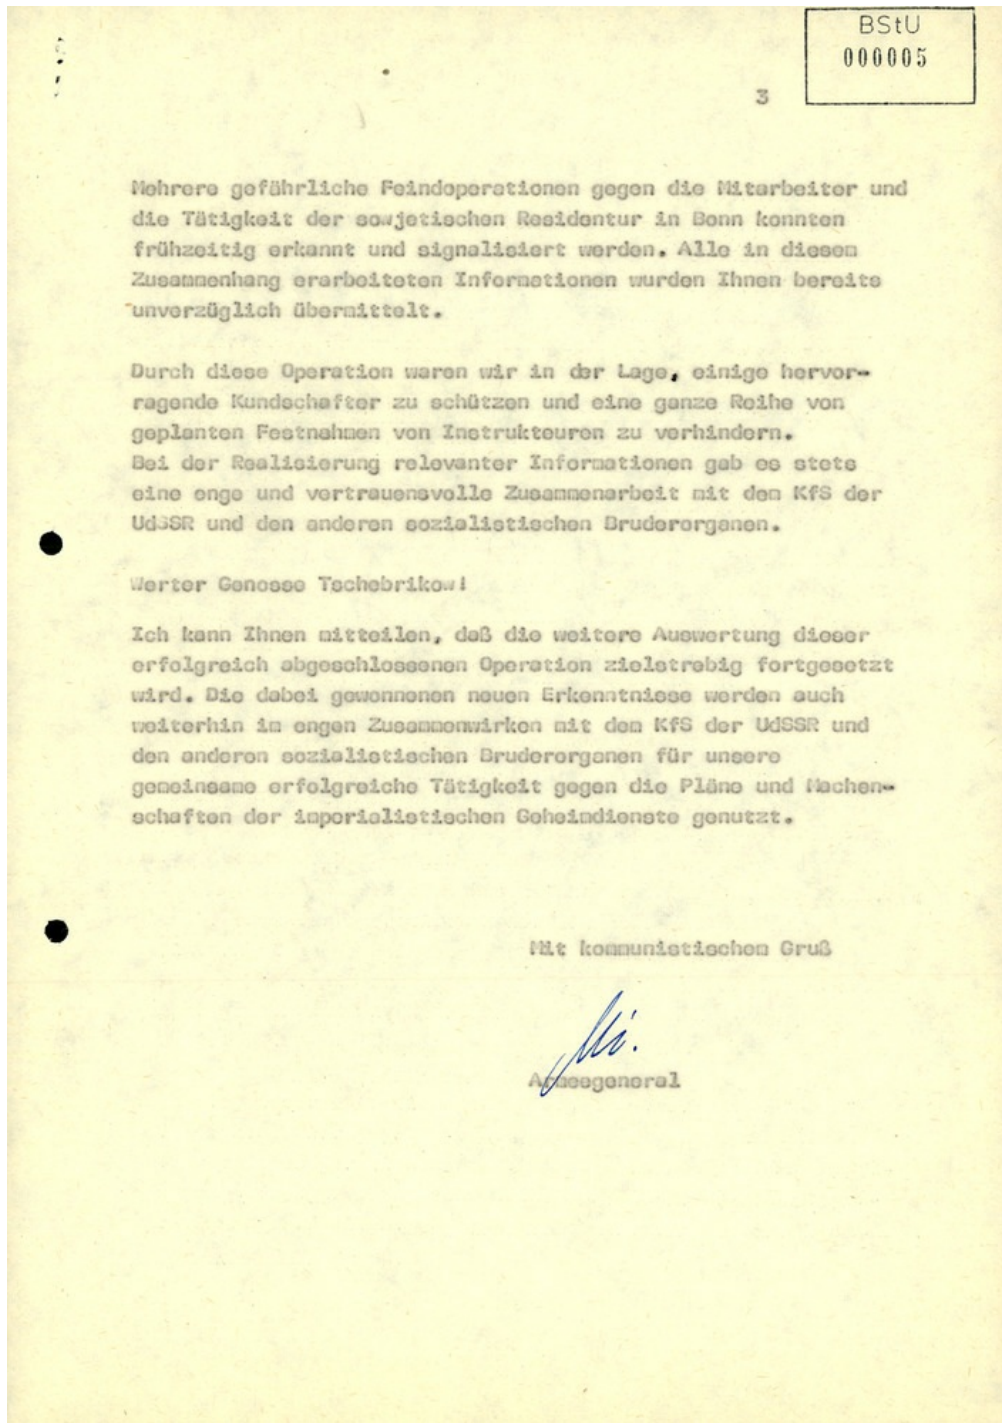 BStU
000005
3
Mehrere gefährliche Feindoperationen gegen die Mitarbeiter und
die Tätigkeit der sowjetischen Residentur in Bonn konnten
frühzeitig erkannt und signalisiert werden. Alle in diesem
Zusammenhang erarbeiteten Informationen wurden Ihnen bereits
unverzüglich übermittelt.
Durch diese Operation waren wir in der Lage, einige hervor-
ragende Kundschafter zu schützen und eine ganze Reihe von
geplanten Festnahmen von Instrukteuren zu verhindern.
Bei der Realisierung relevanter Informationen gab es stets
eine enge und vertrauensvolle Zusammenarbeit mit dem KfS der
UdSSR und den anderen sozialistischen Bruderorganen.
Werter Genosse Tschebrikow!
Ich kann Ihnen mitteilen, daß die weitere Auswertung dieser
erfolgreich abgeschlossenen Operation zielstrebig fortgesetzt
wird. Die dabei gewonnenen neuen Erkenntnisse werden auch
weiterhin im engen Zusammenwirken mit dem KfS der UdSSR und
den anderen sozialistischen Bruderorganen für unsere
gemeinsame erfolgreiche Tätigkeit gegen die Pläne und Machen-
schaften der imperialistischen Geheimdienste genutzt.
Mit kommunistischem Gruß
Mi.
Armeegeneral